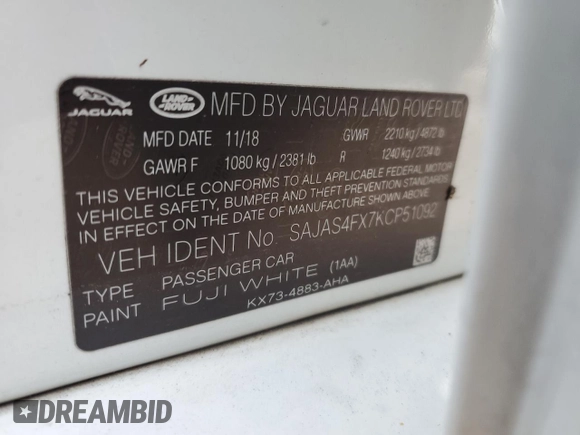 JAGUAR LAND ROVER MFD BY JAGUAR LAND ROVER LTD.
MFD DATE 11/18 GVWR 2210 kg / 4872 lb
GAWR F 1080 kg / 2381 lb R 1240 kg / 2734 lb
THIS VEHICLE CONFORMS TO ALL APPLICABLE FEDERAL MOTOR
VEHICLE SAFETY, BUMPER AND THEFT PREVENTION STANDARDS
IN EFFECT ON THE DATE OF MANUFACTURE SHOWN ABOVE.
VEH IDENT No SAJAS4FX7KCP51092
TYPE PASSENGER CAR
PAINT FUJI WHITE (1AA)
KX73-4883-AHA
DREAMBID